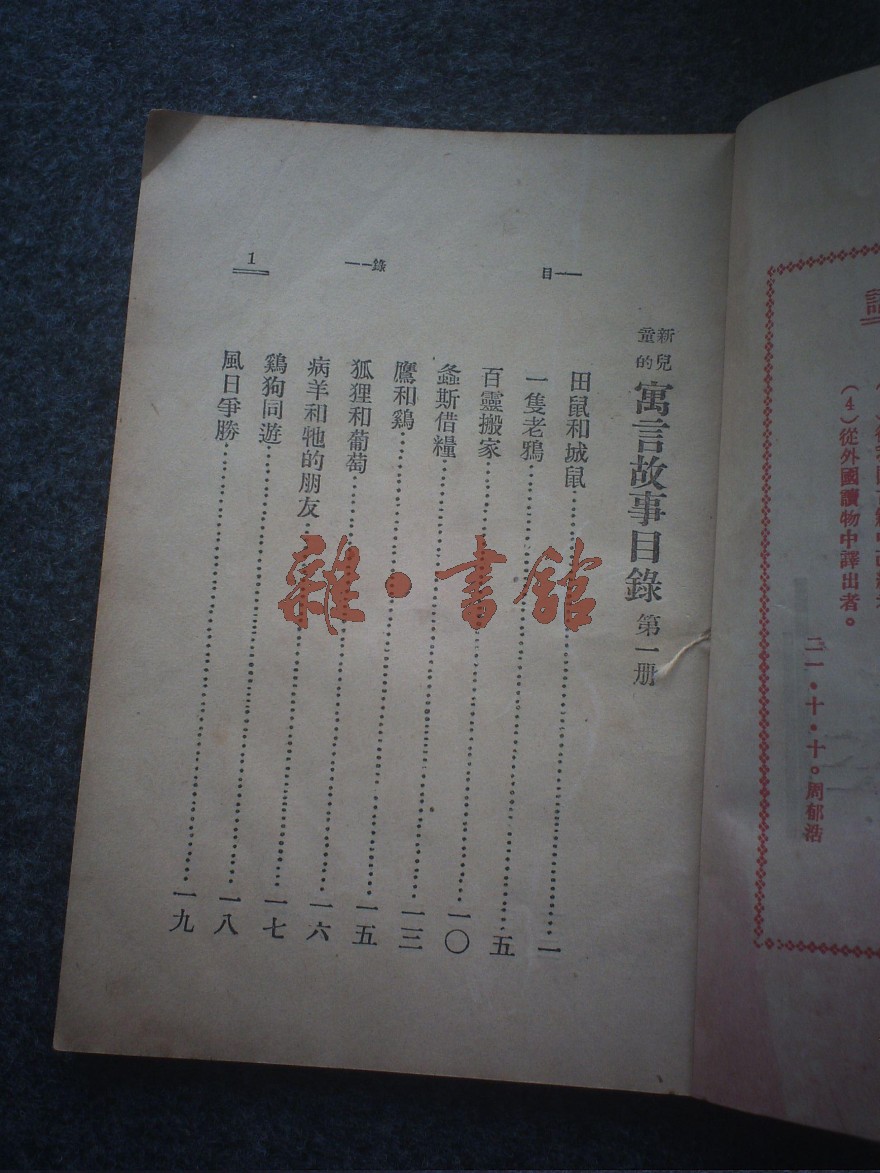 (4)從外國讀物中譯出者。
二一·十·十。周郁浩
目——
——錄
1
新兒童的寓言故事目錄 第一册
田鼠和城鼠……一
一隻老鴉……五
百靈搬家……一〇
螽斯借糧……一三
鷹和鷄……一五
狐狸和葡萄……一六
病羊和牠的朋友……一七
鷄狗同遊……一八
風日爭勝……一九
雜·書館